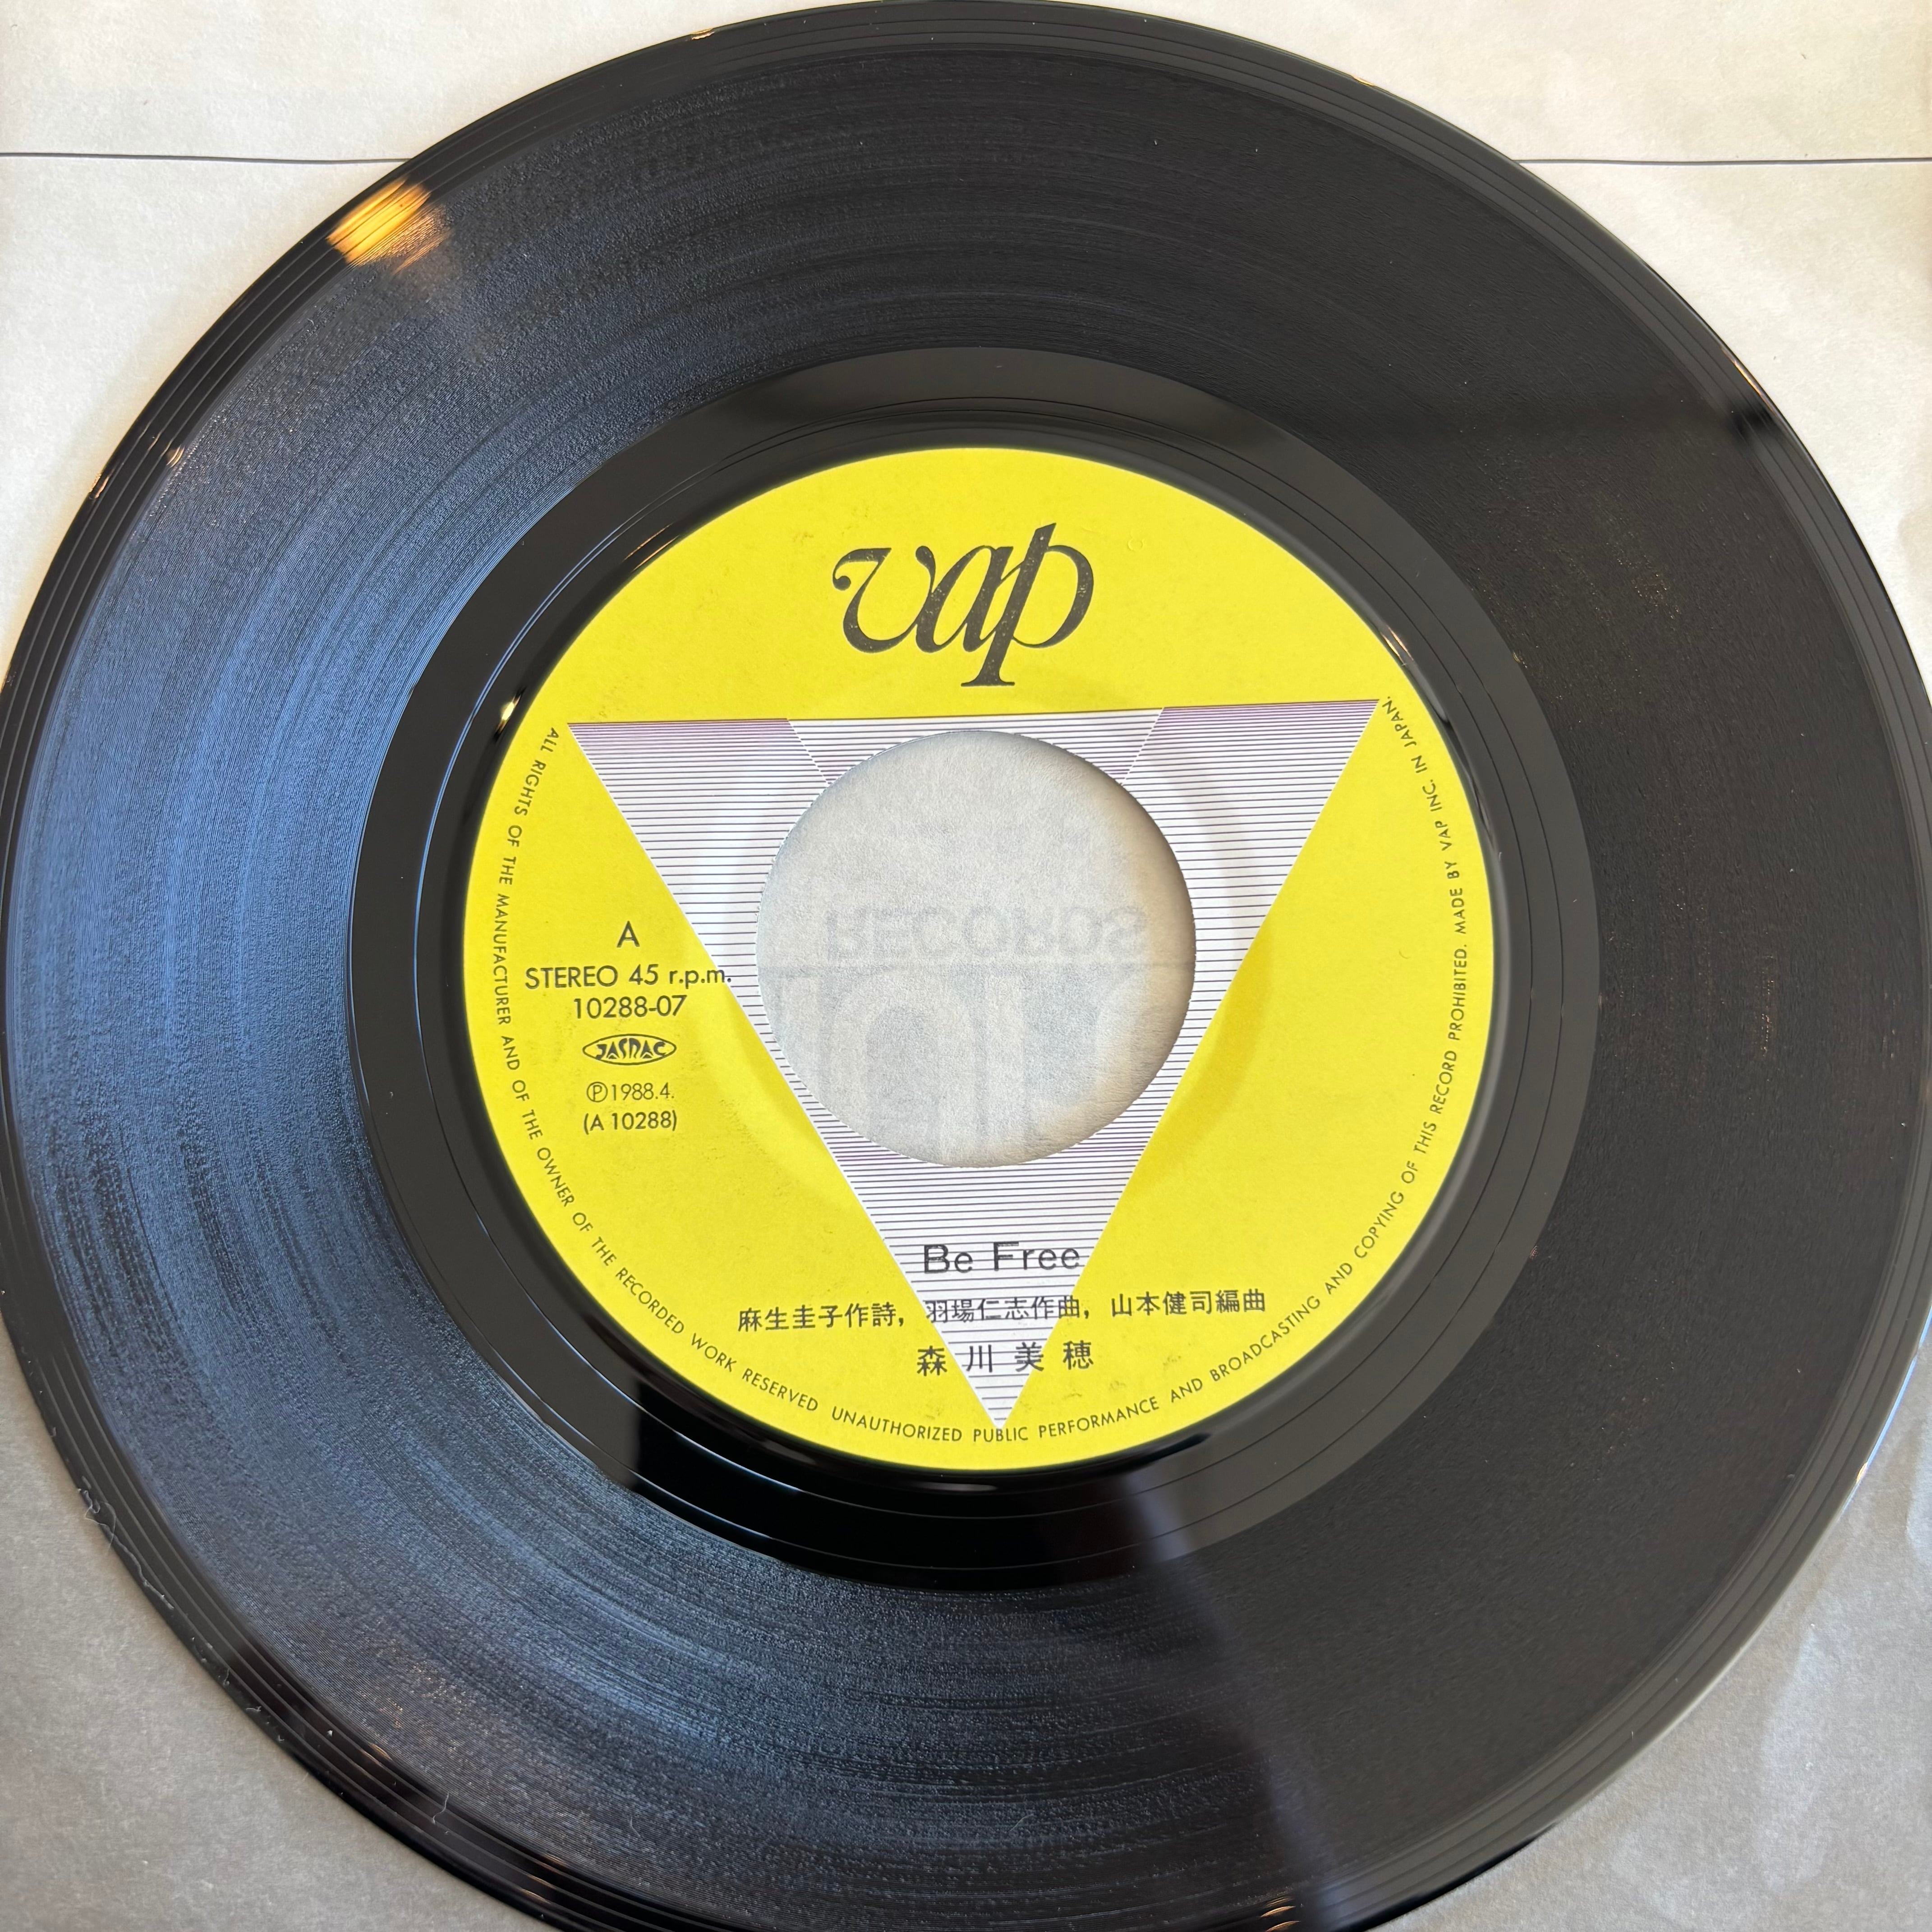 vap
A
STEREO 45 r.p.m.
10288-07
JASRAC
Ⓟ1988.4.
(A 10288)
RECORDS
Be Free
麻生圭子作詩，羽場仁志作曲，山本健司編曲
森川美穂
ALL RIGHTS OF THE MANUFACTURER AND OF THE OWNER OF THE RECORDED WORK RESERVED UNAUTHORIZED PUBLIC PERFORMANCE AND BROADCASTING AND COPYING OF THIS RECORD PROHIBITED. MADE BY VAP INC. IN JAPAN.